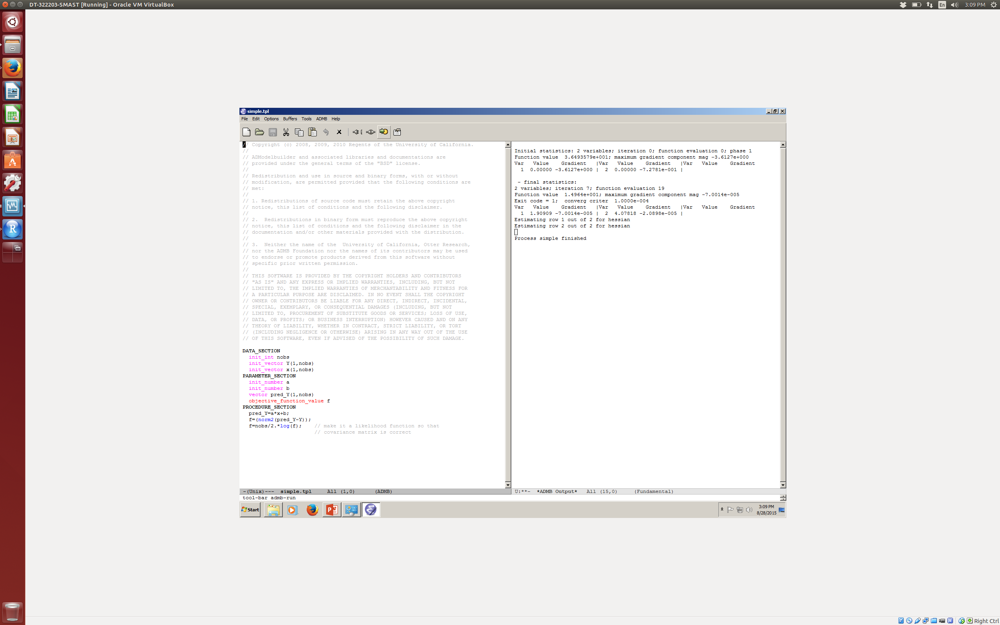 DT-322203-SMAST [Running] - Oracle VM VirtualBox
En
3:09 PM
simple.tpl
File Edit Options Buffers Tools ADMB Help
// Copyright (c) 2008, 2009, 2010 Regents of the University of California.
//
// ADModelbuilder and associated libraries and documentations are
// provided under the general terms of the "BSD" license.
//
// Redistribution and use in source and binary forms, with or without
// modification, are permitted provided that the following conditions are
// met:
//
// 1. Redistributions of source code must retain the above copyright
// notice, this list of conditions and the following disclaimer.
//
// 2.  Redistributions in binary form must reproduce the above copyright
// notice, this list of conditions and the following disclaimer in the
// documentation and/or other materials provided with the distribution.
//
// 3.  Neither the name of the  University of California, Otter Research,
// nor the ADMB Foundation nor the names of its contributors may be used
// to endorse or promote products derived from this software without
// specific prior written permission.
//
// THIS SOFTWARE IS PROVIDED BY THE COPYRIGHT HOLDERS AND CONTRIBUTORS
// "AS IS" AND ANY EXPRESS OR IMPLIED WARRANTIES, INCLUDING, BUT NOT
// LIMITED TO, THE IMPLIED WARRANTIES OF MERCHANTABILITY AND FITNESS FOR
// A PARTICULAR PURPOSE ARE DISCLAIMED. IN NO EVENT SHALL THE COPYRIGHT
// OWNER OR CONTRIBUTORS BE LIABLE FOR ANY DIRECT, INDIRECT, INCIDENTAL,
// SPECIAL, EXEMPLARY, OR CONSEQUENTIAL DAMAGES (INCLUDING, BUT NOT
// LIMITED TO, PROCUREMENT OF SUBSTITUTE GOODS OR SERVICES; LOSS OF USE,
// DATA, OR PROFITS; OR BUSINESS INTERRUPTION) HOWEVER CAUSED AND ON ANY
// THEORY OF LIABILITY, WHETHER IN CONTRACT, STRICT LIABILITY, OR TORT
// (INCLUDING NEGLIGENCE OR OTHERWISE) ARISING IN ANY WAY OUT OF THE USE
// OF THIS SOFTWARE, EVEN IF ADVISED OF THE POSSIBILITY OF SUCH DAMAGE.
DATA_SECTION
  init_int nobs
  init_vector Y(1,nobs)
  init_vector x(1,nobs)
PARAMETER_SECTION
  init_number a
  init_number b
  vector pred_Y(1,nobs)
  objective_function_value f
PROCEDURE_SECTION
  pred_Y=a*x+b;
  f=(norm2(pred_Y-Y));
  f=nobs/2.*log(f);    // make it a likelihood function so that
                       // covariance matrix is correct
-(Unix)---  simple.tpl     All (1,0)      (ADMB)
Initial statistics: 2 variables; iteration 0; function evaluation 0; phase 1
Function value  3.6493579e+001; maximum gradient component mag -3.6127e+000
Var   Value    Gradient   |Var   Value    Gradient   |Var   Value    Gradient
  1  0.00000 -3.6127e+000 |  2  0.00000 -7.2781e-001 |
 - final statistics:
2 variables; iteration 7; function evaluation 19
Function value  1.4964e+001; maximum gradient component mag -7.0014e-005
Exit code = 1;  converg criter  1.0000e-004
Var   Value    Gradient   |Var   Value    Gradient   |Var   Value    Gradient
  1  1.90909 -7.0014e-005 |  2  4.07818 -2.0898e-005 |
Estimating row 1 out of 2 for hessian
Estimating row 2 out of 2 for hessian
Process simple finished
U:**-  *ADMB Output*   All (15,0)     (Fundamental)
tool-bar admb-run
Start
3:09 PM
8/28/2015
Right Ctrl